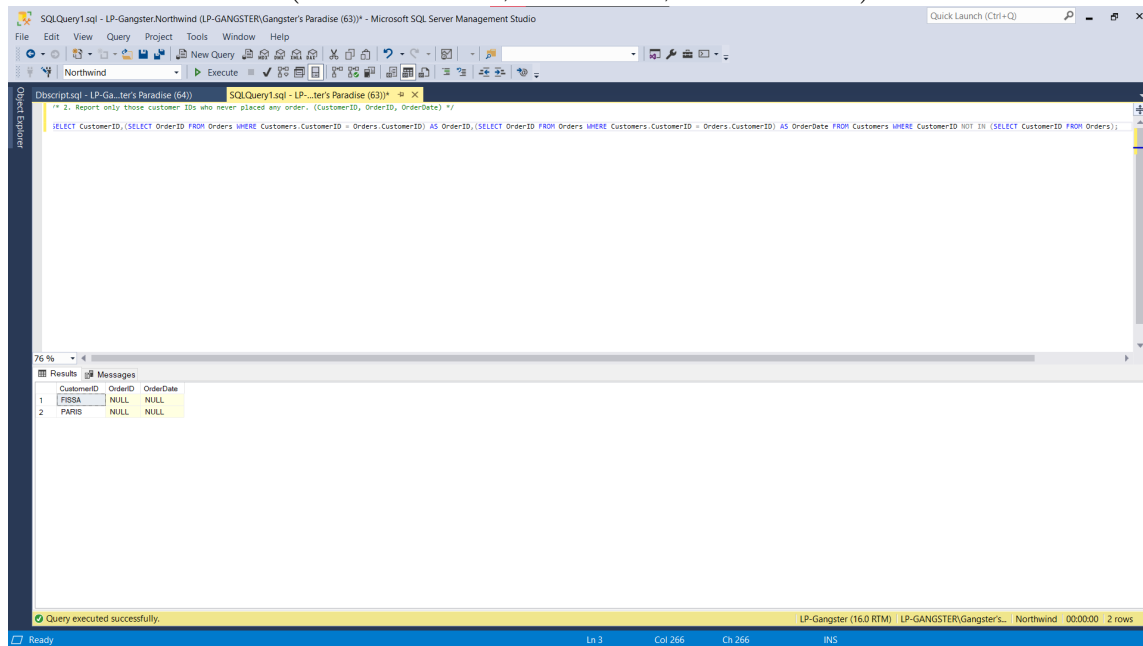 SQLQuery1.sql - LP-Gangster.Northwind (LP-GANGSTER\Gangster's Paradise (63))* - Microsoft SQL Server Management Studio
Quick Launch (Ctrl+Q)
File Edit View Query Project Tools Window Help
New Query
Northwind Execute
Object Explorer
Dbscript.sql - LP-Ga...ter's Paradise (64)) SQLQuery1.sql - LP-...ter's Paradise (63))*
/* 2. Report only those customer IDs who never placed any order. (CustomerID, OrderID, OrderDate) */
SELECT CustomerID,(SELECT OrderID FROM Orders WHERE Customers.CustomerID = Orders.CustomerID) AS OrderID,(SELECT OrderID FROM Orders WHERE Customers.CustomerID = Orders.CustomerID) AS OrderDate FROM Customers WHERE CustomerID NOT IN (SELECT CustomerID FROM Orders);
76 %
Results Messages
CustomerID OrderID OrderDate
1 FISSA NULL NULL
2 PARIS NULL NULL
Query executed successfully. LP-Gangster (16.0 RTM) LP-GANGSTER\Gangster's... Northwind 00:00:00 2 rows
Ready Ln 3 Col 266 Ch 266 INS